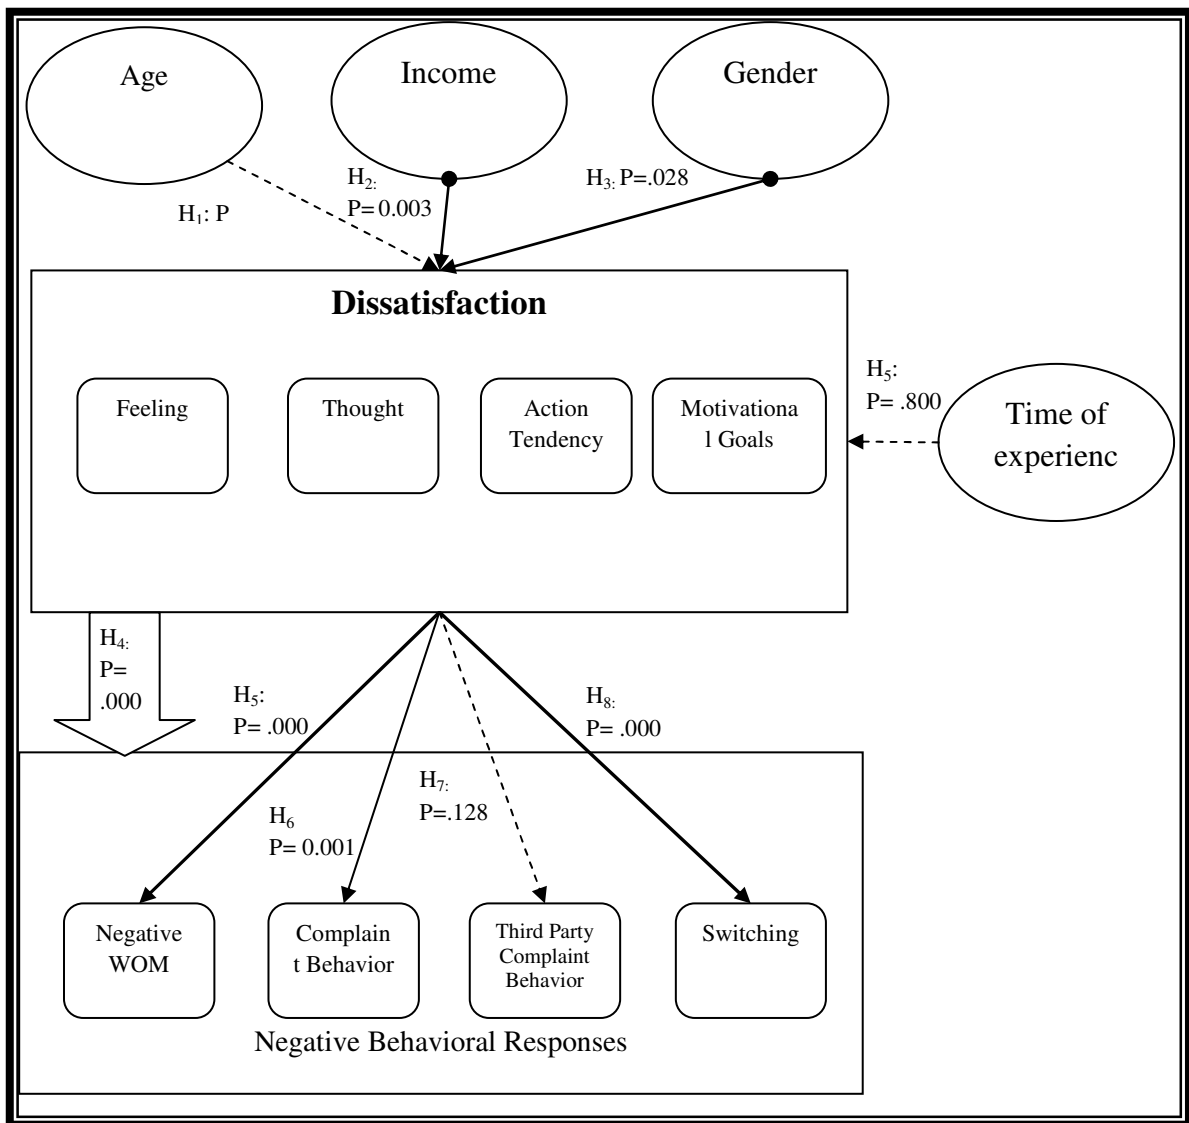 Age
Income
Gender
H1: P
H2:
P= 0.003
H3: P=.028
Dissatisfaction
Feeling
Thought
Action
Tendency
Motivationa
l Goals
H5:
P= .800
Time of
experienc
H4:
P=
.000
H5:
P= .000
H6
P= 0.001
H7:
P=.128
H8:
P= .000
Negative
WOM
Complain
t Behavior
Third Party
Complaint
Behavior
Switching
Negative Behavioral Responses